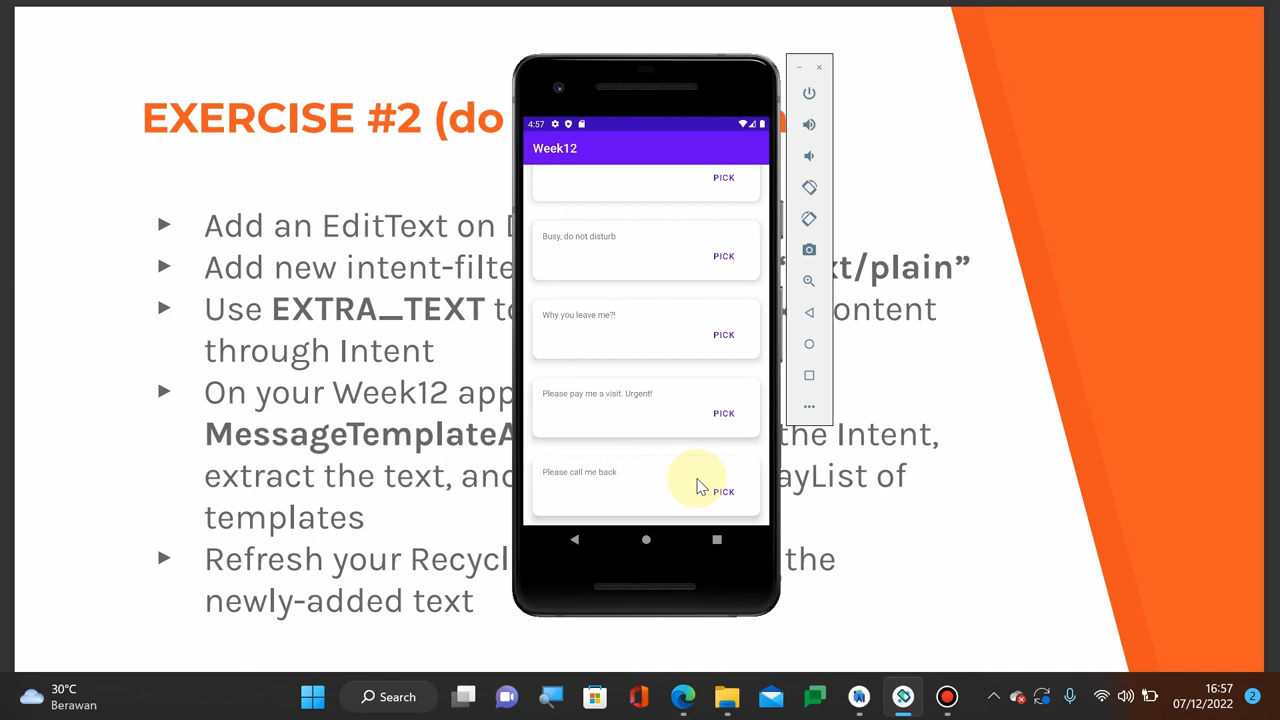 EXERCISE #2 (do
Add an EditText on
Add new intent-filte xt/plain”
Use EXTRA_TEXT to ontent
through Intent
On your Week12 app
MessageTemplateA the Intent,
extract the text, and ayList of
templates
Refresh your Recycl the
newly-added text
4:57
Week12
PICK
Busy, do not disturb
PICK
Why you leave me?!
PICK
Please pay me a visit. Urgent!
PICK
Please call me back
PICK
30°C
Berawan
Search
16:57
07/12/2022
2